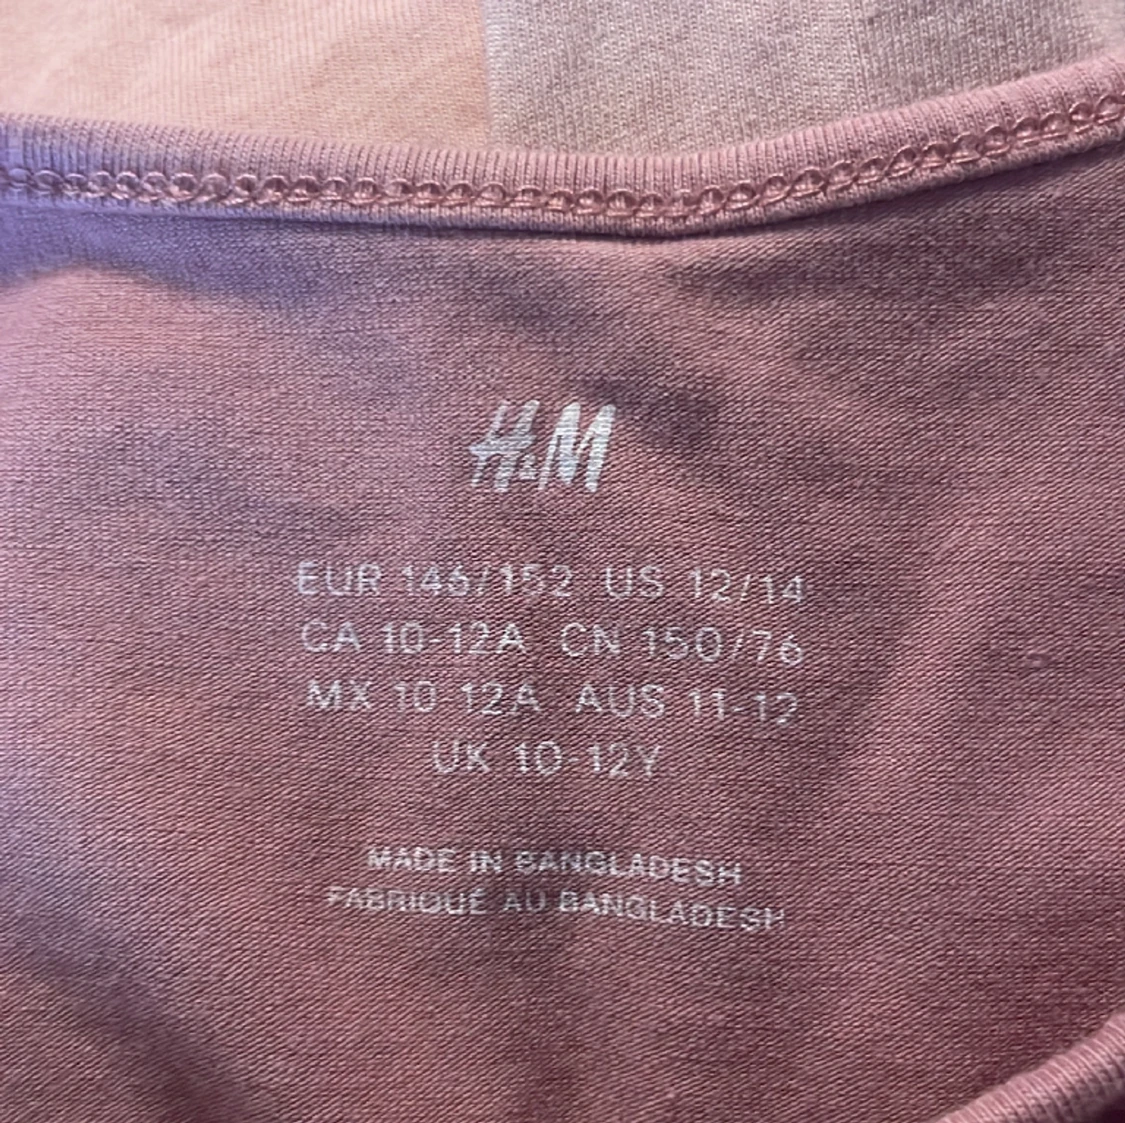 H&M
EUR 146/152 US 12/14
CA 10-12A CN 150/76
MX 10-12A AUS 11-12
UK 10-12Y
MADE IN BANGLADESH
FABRIQUÉ AU BANGLADESH